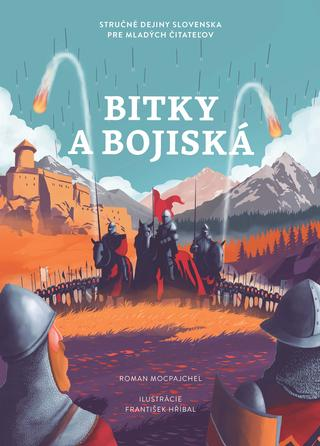 STRUČNÉ DEJINY SLOVENSKA
PRE MLADÝCH ČITATEĽOV
BITKY
A BOJISKÁ
ROMAN MOCPAJCHEL
ILUSTRÁCIE
FRANTIŠEK HŘÍBAL